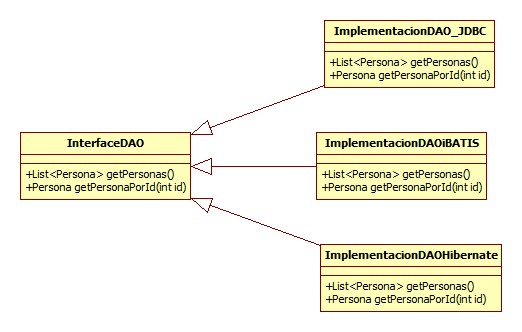 ImplementacionDAO_JDBC
+List<Persona> getPersonas()
+Persona getPersonaPorId(int id)
InterfaceDAO
+List<Persona> getPersonas()
+Persona getPersonaPorId(int id)
ImplementacionDAOiBATIS
+List<Persona> getPersonas()
+Persona getPersonaPorId(int id)
ImplementacionDAOHibernate
+List<Persona> getPersonas()
+Persona getPersonaPorId(int id)